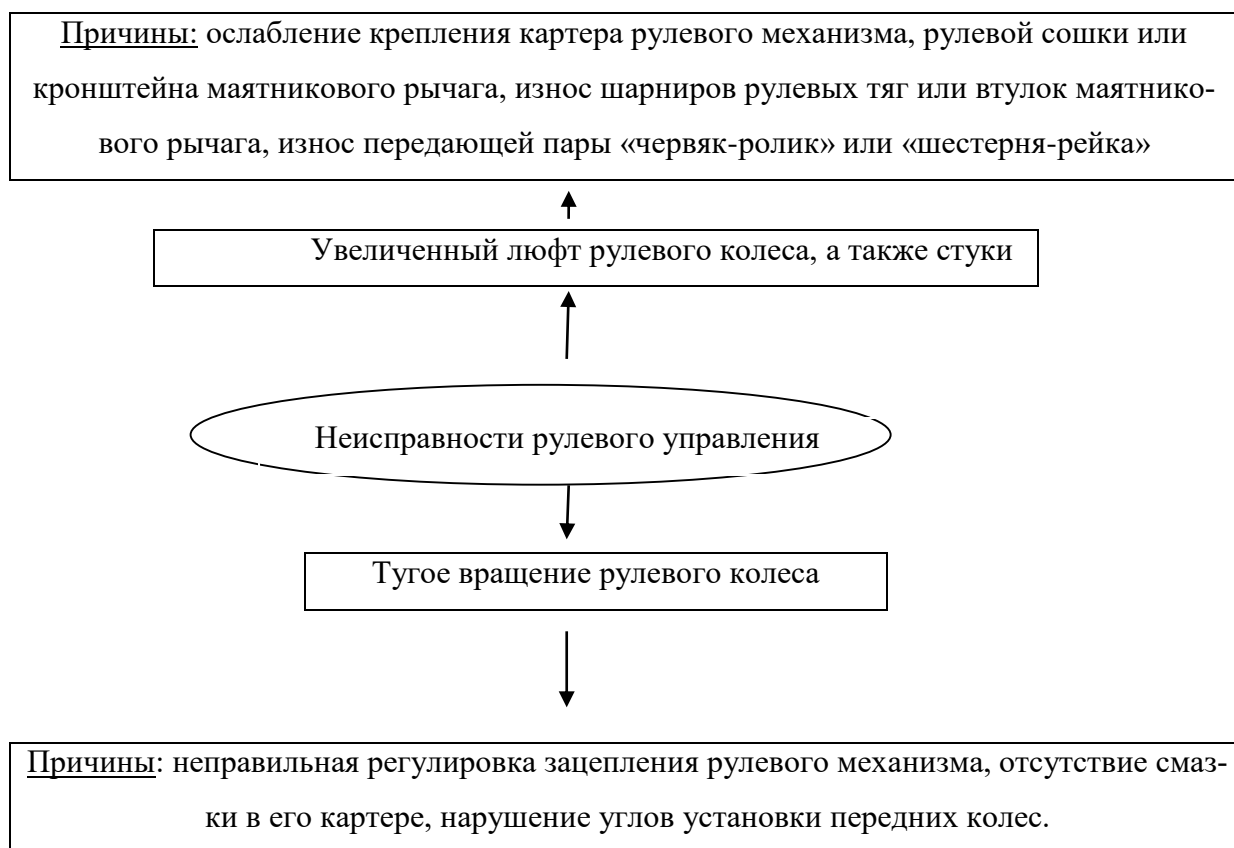 Причины: ослабление крепления картера рулевого механизма, рулевой сошки или
кронштейна маятникового рычага, износ шарниров рулевых тяг или втулок маятнико-
вого рычага, износ передающей пары «червяк-ролик» или «шестерня-рейка»
Увеличенный люфт рулевого колеса, а также стуки
Неисправности рулевого управления
Тугое вращение рулевого колеса
Причины: неправильная регулировка зацепления рулевого механизма, отсутствие смаз-
ки в его картере, нарушение углов установки передних колес.